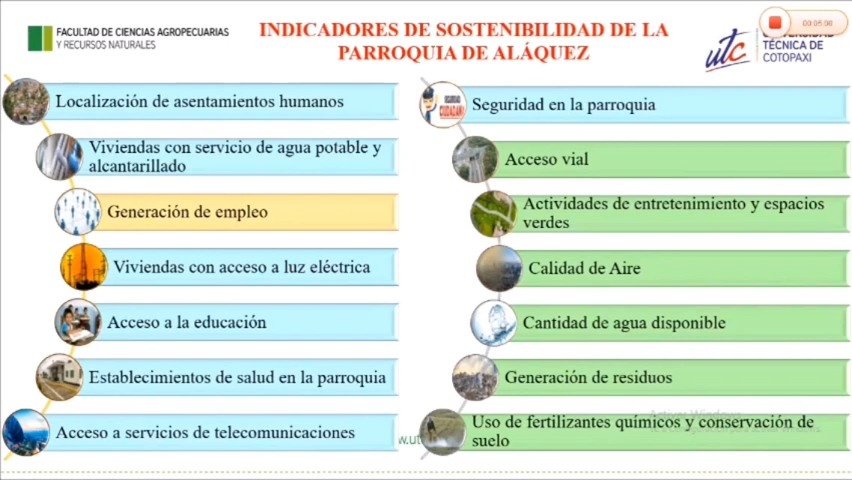 FACULTAD DE CIENCIAS AGROPECUARIAS
Y RECURSOS NATURALES
INDICADORES DE SOSTENIBILIDAD DE LA
PARROQUIA DE ALÁQUEZ
00:05:06
utc
TÉCNICA DE
COTOPAXI
Localización de asentamientos humanos
Viviendas con servicio de agua potable y
alcantarillado
Generación de empleo
Viviendas con acceso a luz eléctrica
Acceso a la educación
Establecimientos de salud en la parroquia
Acceso a servicios de telecomunicaciones
CIUDADANA
Seguridad en la parroquia
Acceso vial
Actividades de entretenimiento y espacios
verdes
Calidad de Aire
Cantidad de agua disponible
Generación de residuos
Uso de fertilizantes químicos y conservación de
suelo